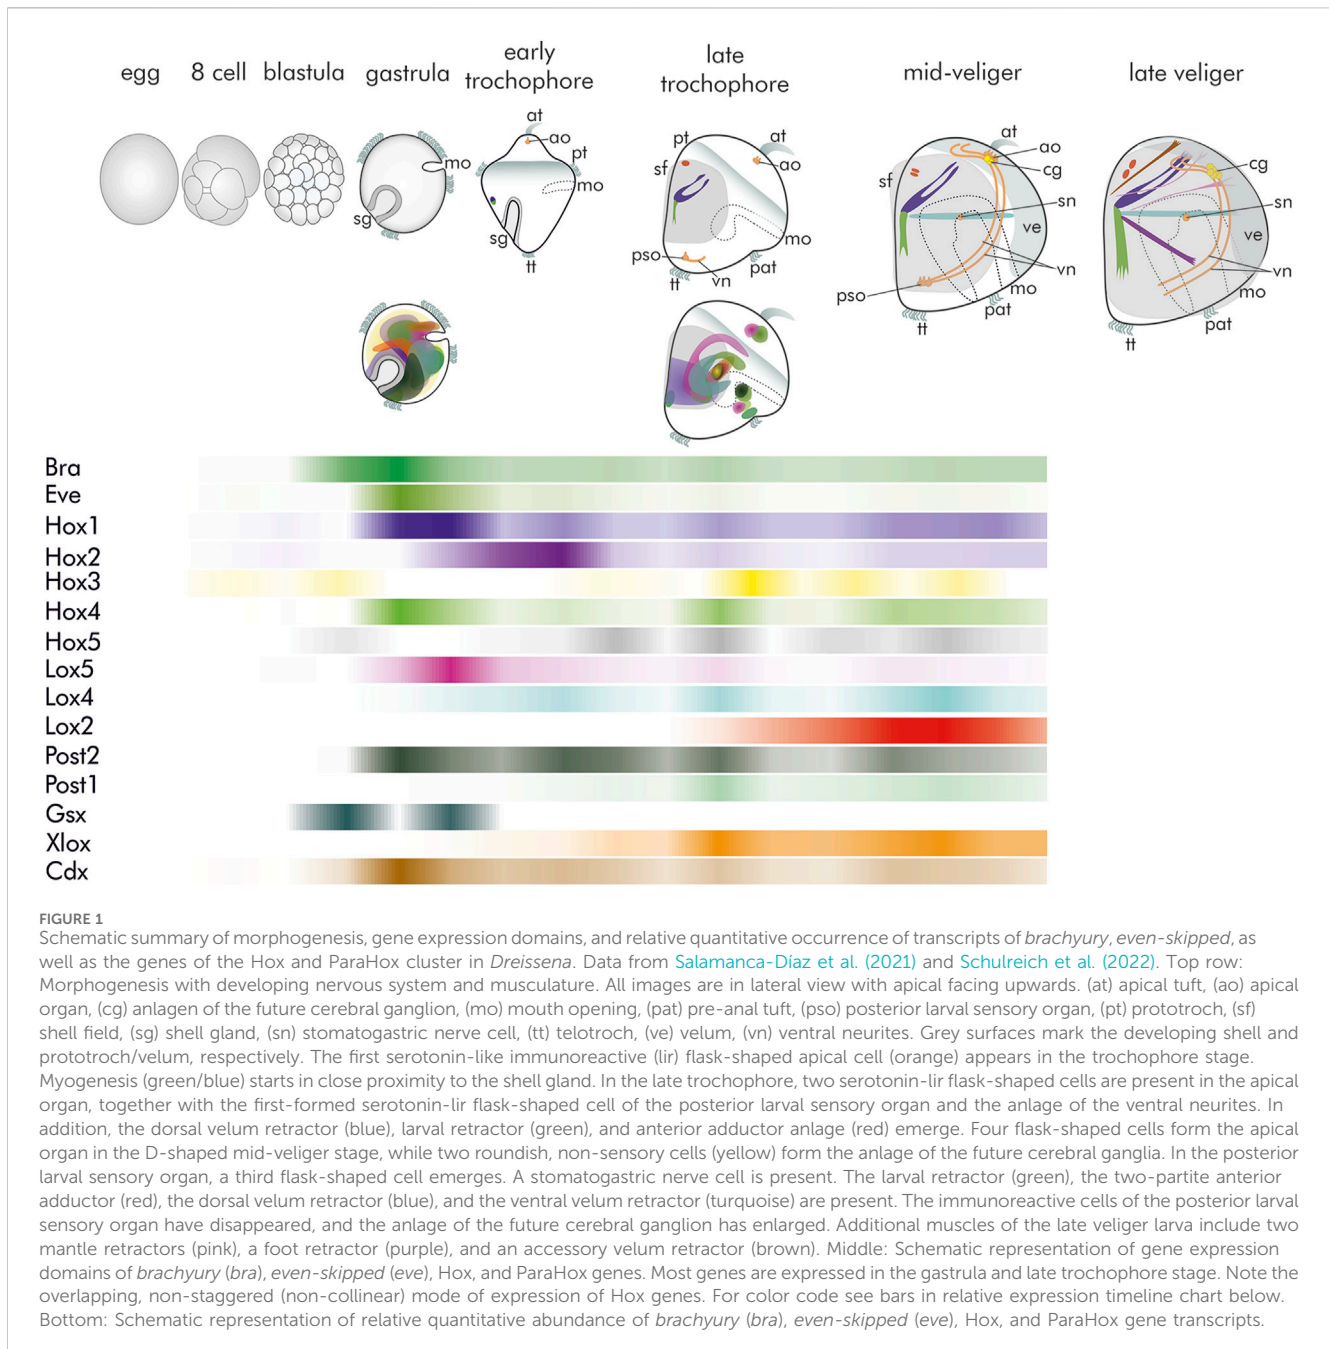 egg
8 cell
blastula
gastrula
early
trochophore
late
trochophore
mid-veliger
late veliger
at
ao
pt
mo
sg
mo
sg
tt
pt
at
sf
ao
mo
pso
tt
vn
pat
at
ao
cg
sf
sn
ve
vn
pso
mo
pat
tt
cg
sn
ve
vn
mo
pat
tt
Bra
Eve
Hox1
Hox2
Hox3
Hox4
Hox5
Lox5
Lox4
Lox2
Post2
Post1
Gsx
Xlox
Cdx
FIGURE 1
Schematic summary of morphogenesis, gene expression domains, and relative quantitative occurrence of transcripts of brachyury, even-skipped, as
well as the genes of the Hox and ParaHox cluster in Dreissena. Data from Salamanca-Díaz et al. (2021) and Schulreich et al. (2022). Top row:
Morphogenesis with developing nervous system and musculature. All images are in lateral view with apical facing upwards. (at) apical tuft, (ao) apical
organ, (cg) anlagen of the future cerebral ganglion, (mo) mouth opening, (pat) pre-anal tuft, (pso) posterior larval sensory organ, (pt) prototroch, (sf)
shell field, (sg) shell gland, (sn) stomatogastric nerve cell, (tt) telotroch, (ve) velum, (vn) ventral neurites. Grey surfaces mark the developing shell and
prototroch/velum, respectively. The first serotonin-like immunoreactive (lir) flask-shaped apical cell (orange) appears in the trochophore stage.
Myogenesis (green/blue) starts in close proximity to the shell gland. In the late trochophore, two serotonin-lir flask-shaped cells are present in the apical
organ, together with the first-formed serotonin-lir flask-shaped cell of the posterior larval sensory organ and the anlage of the ventral neurites. In
addition, the dorsal velum retractor (blue), larval retractor (green), and anterior adductor anlage (red) emerge. Four flask-shaped cells form the apical
organ in the D-shaped mid-veliger stage, while two roundish, non-sensory cells (yellow) form the anlage of the future cerebral ganglia. In the posterior
larval sensory organ, a third flask-shaped cell emerges. A stomatogastric nerve cell is present. The larval retractor (green), the two-partite anterior
adductor (red), the dorsal velum retractor (blue), and the ventral velum retractor (turquoise) are present. The immunoreactive cells of the posterior larval
sensory organ have disappeared, and the anlage of the future cerebral ganglion has enlarged. Additional muscles of the late veliger larva include two
mantle retractors (pink), a foot retractor (purple), and an accessory velum retractor (brown). Middle: Schematic representation of gene expression
domains of brachyury (bra), even-skipped (eve), Hox, and ParaHox genes. Most genes are expressed in the gastrula and late trochophore stage. Note the
overlapping, non-staggered (non-collinear) mode of expression of Hox genes. For color code see bars in relative expression timeline chart below.
Bottom: Schematic representation of relative quantitative abundance of brachyury (bra), even-skipped (eve), Hox, and ParaHox gene transcripts.